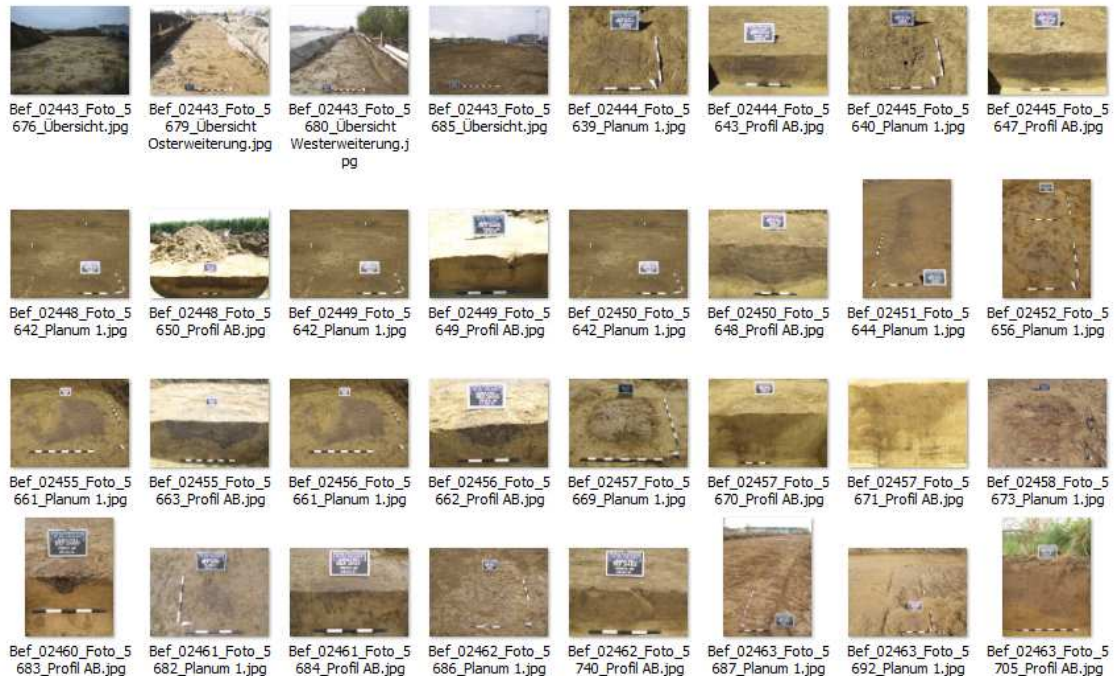 Bef_02443_Foto_5
676_Übersicht.jpg
Bef_02443_Foto_5
679_Übersicht
Osterweiterung.jpg
Bef_02443_Foto_5
680_Übersicht
Westerweiterung.j
pg
Bef_02443_Foto_5
685_Übersicht.jpg
Bef_02444_Foto_5
639_Planum 1.jpg
Bef_02444_Foto_5
643_Profil AB.jpg
Bef_02445_Foto_5
640_Planum 1.jpg
Bef_02445_Foto_5
647_Profil AB.jpg
Bef_02448_Foto_5
642_Planum 1.jpg
Bef_02448_Foto_5
650_Profil AB.jpg
Bef_02449_Foto_5
642_Planum 1.jpg
Bef_02449_Foto_5
649_Profil AB.jpg
Bef_02450_Foto_5
642_Planum 1.jpg
Bef_02450_Foto_5
648_Profil AB.jpg
Bef_02451_Foto_5
644_Planum 1.jpg
Bef_02452_Foto_5
656_Planum 1.jpg
Bef_02455_Foto_5
661_Planum 1.jpg
Bef_02455_Foto_5
663_Profil AB.jpg
Bef_02456_Foto_5
661_Planum 1.jpg
Bef_02456_Foto_5
662_Profil AB.jpg
Bef_02457_Foto_5
669_Planum 1.jpg
Bef_02457_Foto_5
670_Profil AB.jpg
Bef_02457_Foto_5
671_Profil AB.jpg
Bef_02458_Foto_5
673_Planum 1.jpg
Bef_02460_Foto_5
683_Profil AB.jpg
Bef_02461_Foto_5
682_Planum 1.jpg
Bef_02461_Foto_5
684_Profil AB.jpg
Bef_02462_Foto_5
686_Planum 1.jpg
Bef_02462_Foto_5
740_Profil AB.jpg
Bef_02463_Foto_5
687_Planum 1.jpg
Bef_02463_Foto_5
692_Planum 1.jpg
Bef_02463_Foto_5
705_Profil AB.jpg